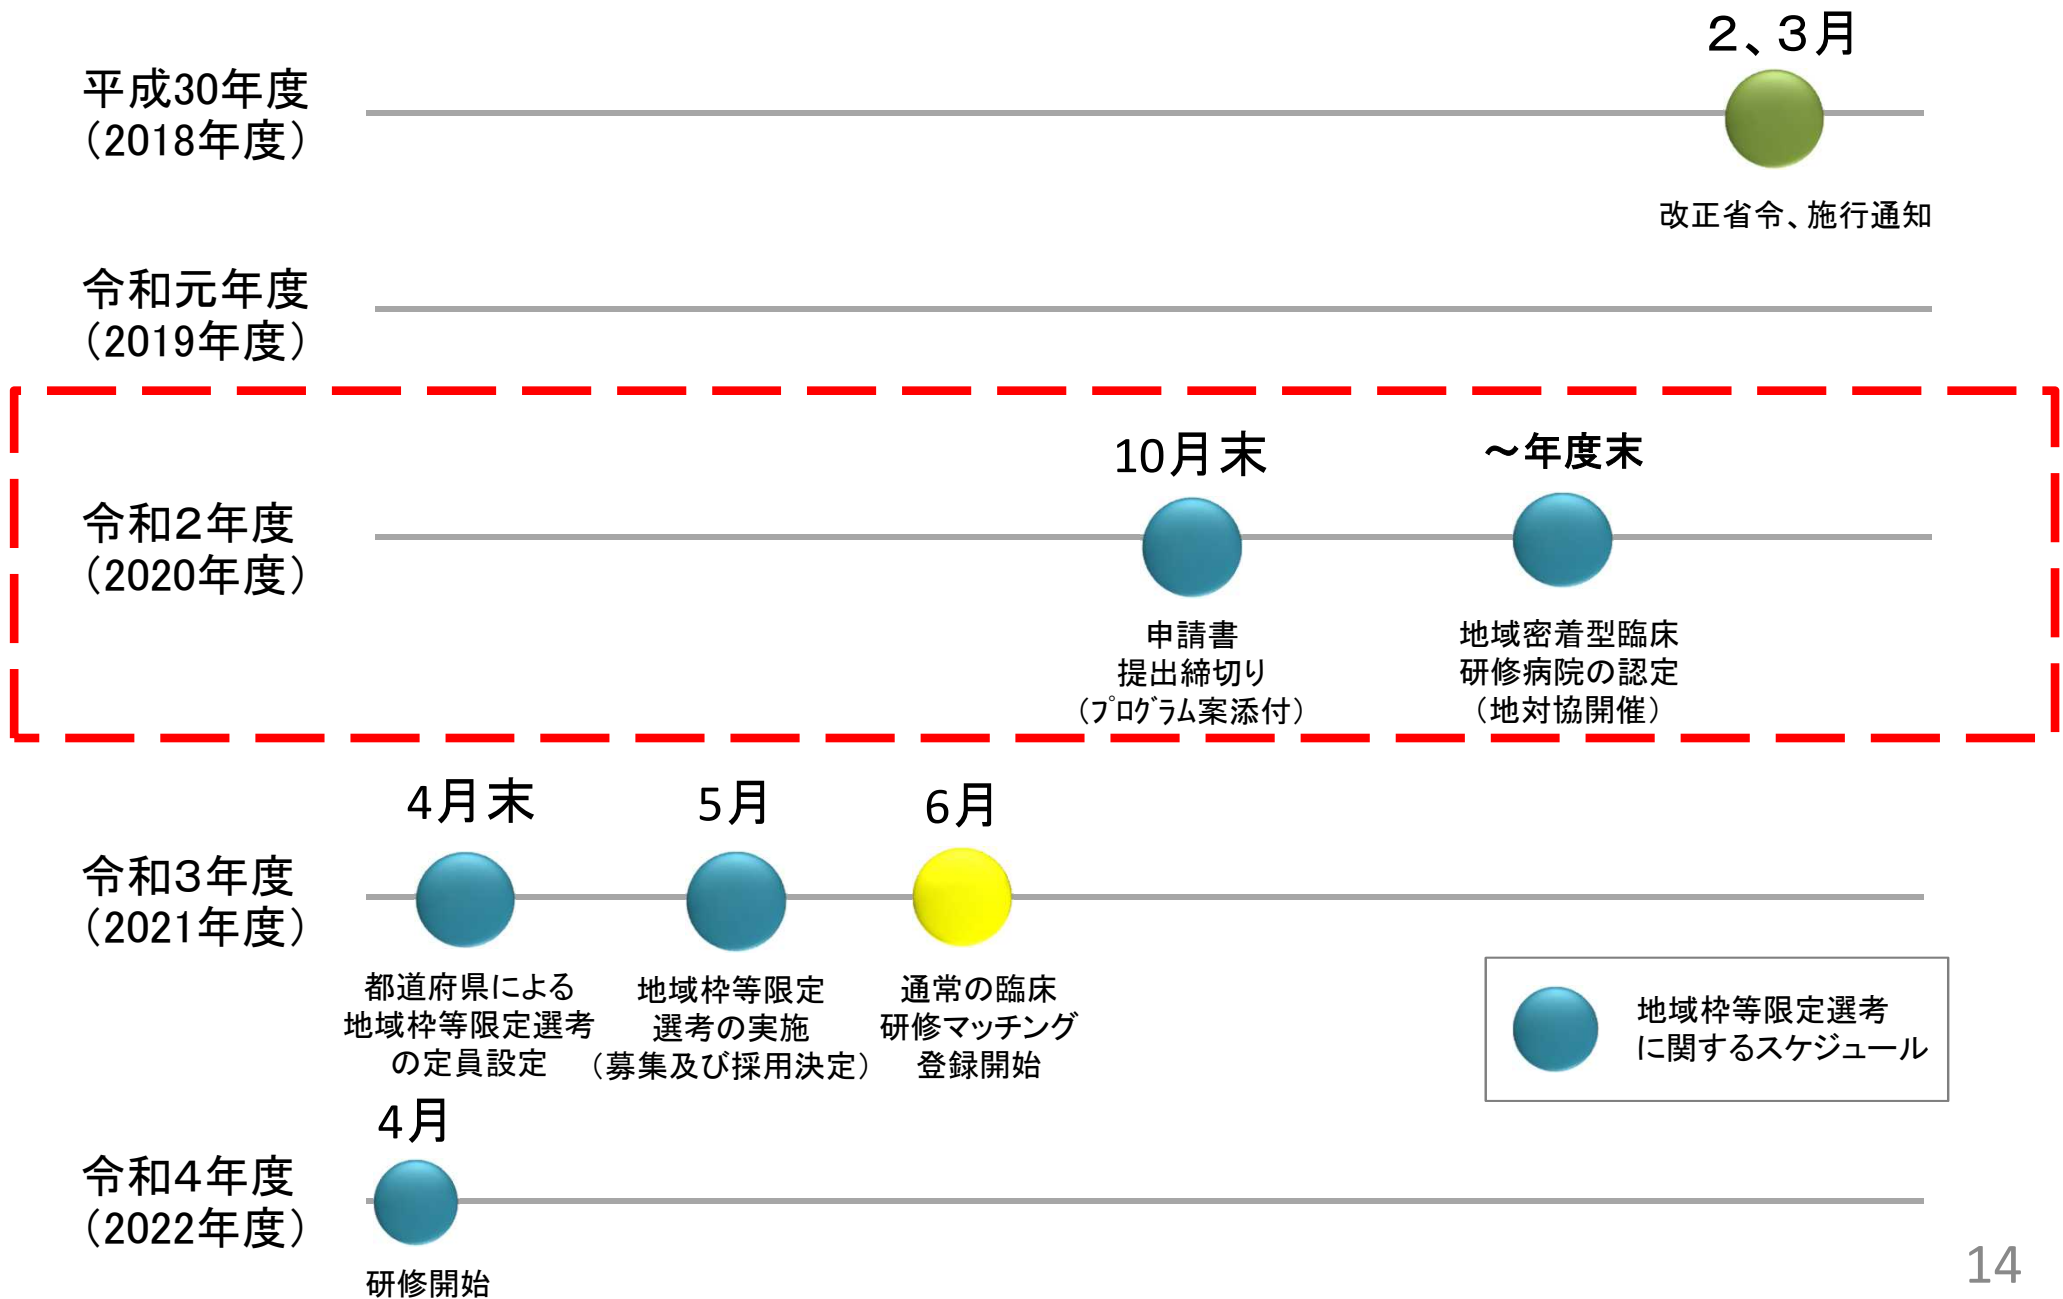 ２、３月
平成30年度
（2018年度）
改正省令、施行通知
令和元年度
（2019年度）
10月末
～年度末
令和２年度
（2020年度）
申請書
提出締切り
（ﾌﾟﾛｸﾞﾗﾑ案添付）
地域密着型臨床
研修病院の認定
（地対協開催）
4月末
5月
6月
令和３年度
（2021年度）
都道府県による
地域枠等限定選考
の定員設定
地域枠等限定
選考の実施
（募集及び採用決定）
通常の臨床
研修マッチング
登録開始
地域枠等限定選考
に関するスケジュール
4月
令和４年度
（2022年度）
研修開始
14